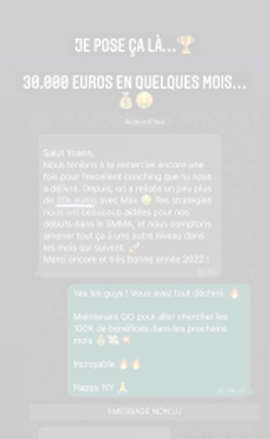 JE POSE ÇA LÀ... 🏆
30.000 EUROS EN QUELQUES MOIS...
💰🤑
Aujourd'hui
Salut Yoann,
Nous tenions à te remercier encore une
fois pour l'excellent coaching que tu nous
a délivré. Depuis, on a réalisés un peu plus
de 30k euros avec Max 🤑 Tes stratégies
nous ont beaucoup aidées pour nos
débuts dans le SMMA, et nous comptons
amener tout ça à une autre niveau dans
les mois qui suivent. 🚀
Merci encore et très bonne année 2022 !
Yes les guys ! Vous avez tout déchiré. 🔥
Maintenant GO pour aller chercher les
100K de bénéfices dans les prochains
mois 💰💸💥
Incroyable 🔥🔥
Happy NY 🙏
1 MESSAGE NON LU